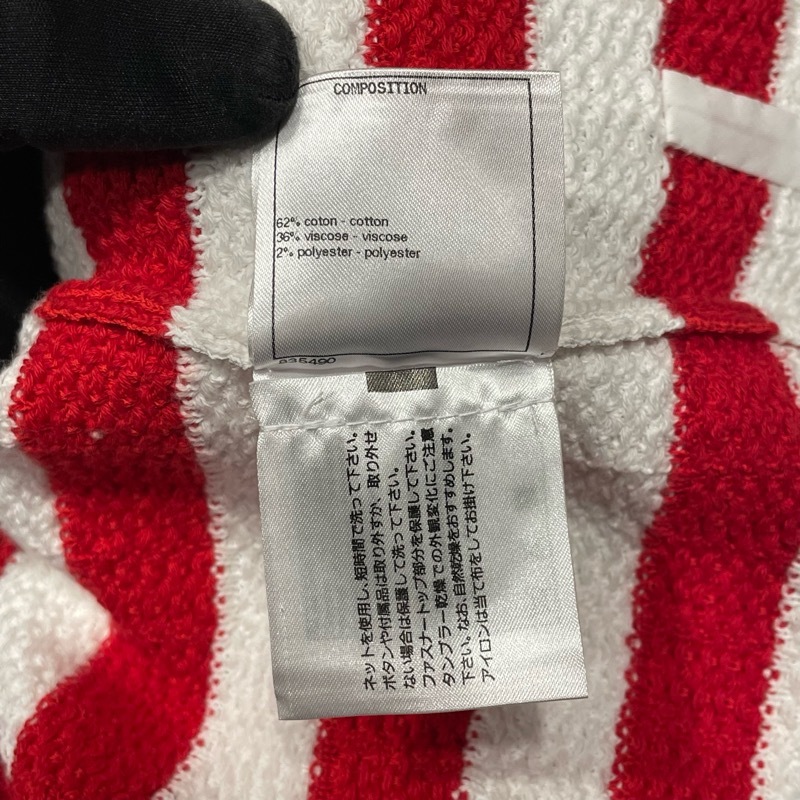 COMPOSITION
62% coton - cotton
36% viscose - viscose
2% polyester - polyester
ネットを使用し、短時間で洗って下さい。
ボタンや付属品は取り外すか、取り外せ
ない場合は保護して洗って下さい。
ファスナートップ部分を保護して下さい。
タンブラー乾燥での外観変化にご注意
下さい。なお、自然乾燥をおすすめします。
アイロンは当て布をしてお掛け下さい。